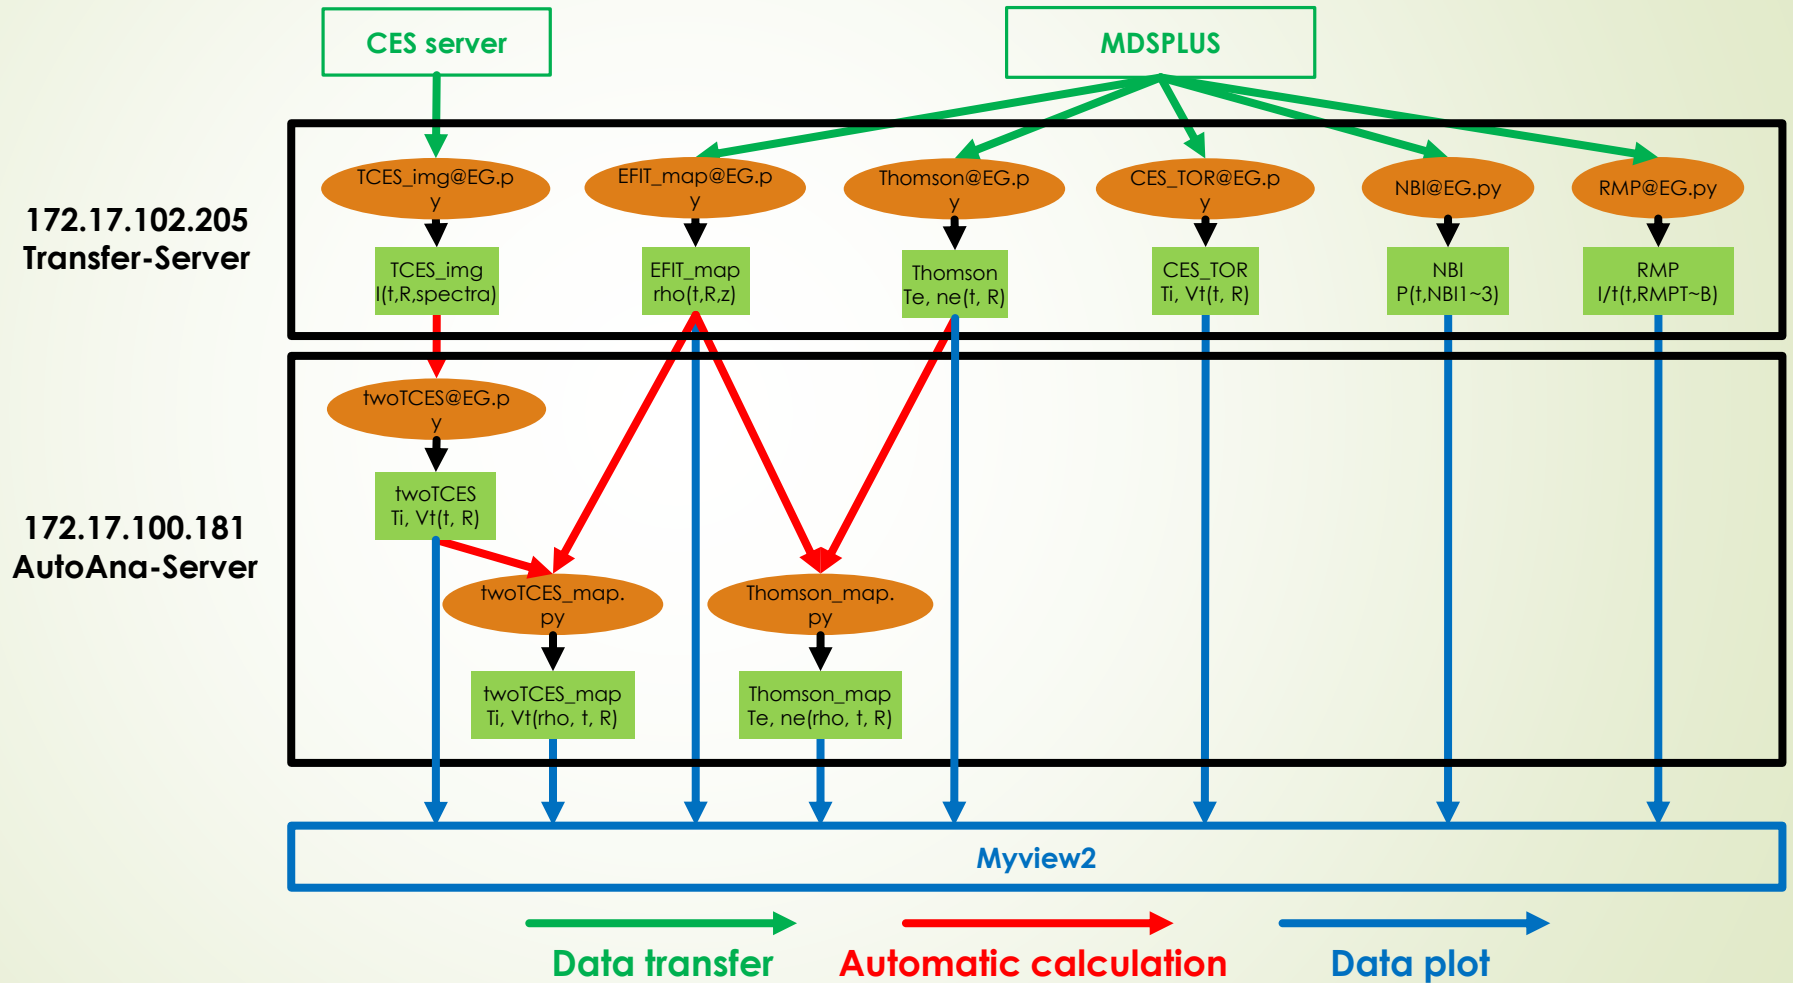 CES server
MDSPLUS
172.17.102.205
Transfer-Server
TCES_img@EG.p
y
EFIT_map@EG.p
y
Thomson@EG.p
y
CES_TOR@EG.p
y
NBI@EG.py
RMP@EG.py
TCES_img
I(t,R,spectra)
EFIT_map
rho(t,R,z)
Thomson
Te, ne(t, R)
CES_TOR
Ti, Vt(t, R)
NBI
P(t,NBI1~3)
RMP
I/t(t,RMPT~B)
172.17.100.181
AutoAna-Server
twoTCES@EG.p
y
twoTCES
Ti, Vt(t, R)
twoTCES_map.
py
Thomson_map.
py
twoTCES_map
Ti, Vt(rho, t, R)
Thomson_map
Te, ne(rho, t, R)
Myview2
Data transfer
Automatic calculation
Data plot